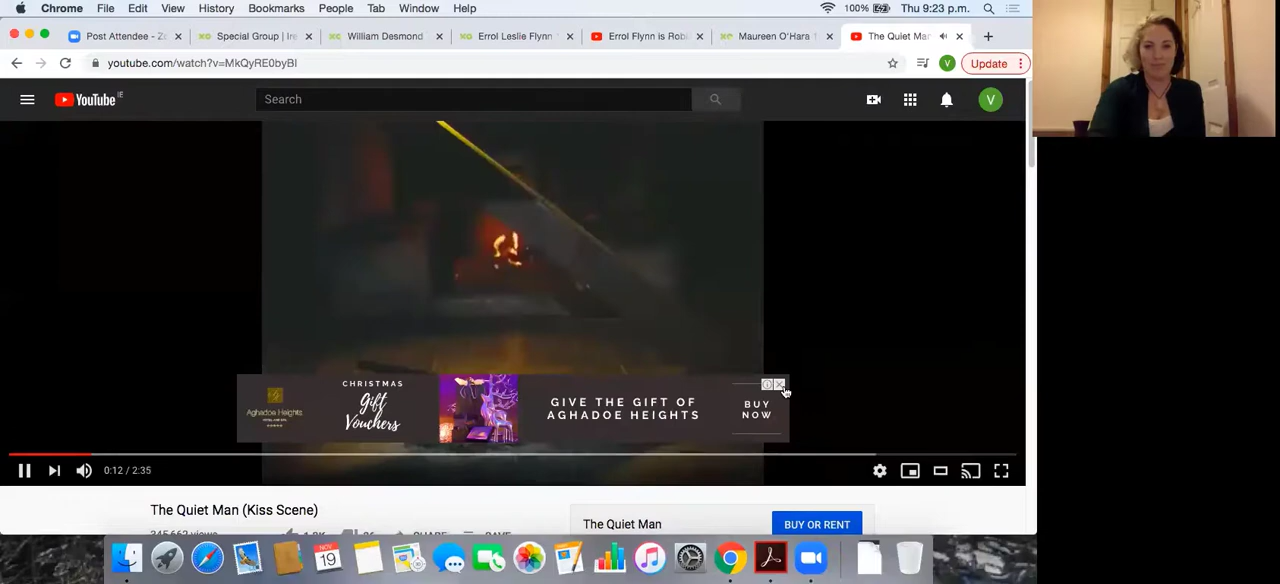 Chrome File Edit View History Bookmarks People Tab Window Help 100% Thu 9:23 p.m.
Post Attendee - Zo Special Group | Ire William Desmond Errol Leslie Flynn Errol Flynn is Robi Maureen O'Hara The Quiet Man
youtube.com/watch?v=MkQyRE0byBI V Update
YouTube IE Search V
CHRISTMAS
Gift
Vouchers
Aghadoe Heights
GIVE THE GIFT OF
AGHADOE HEIGHTS
BUY
NOW
0:12 / 2:35
The Quiet Man (Kiss Scene)
The Quiet Man BUY OR RENT
NOV
19